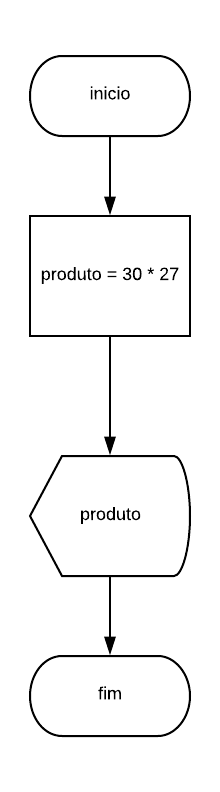 inicio
produto = 30 * 27
produto
fim